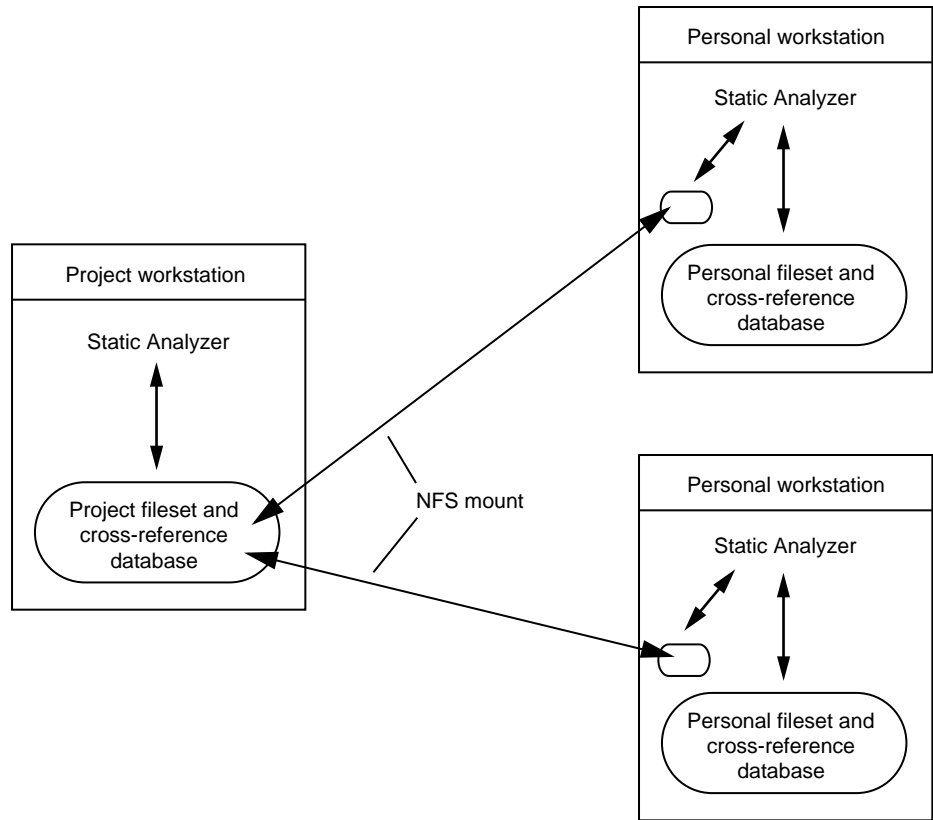 Personal workstation
Static Analyzer
Personal fileset and
cross-reference
database
Project workstation
Static Analyzer
Project fileset and
cross-reference
database
NFS mount
Personal workstation
Static Analyzer
Personal fileset and
cross-reference
database